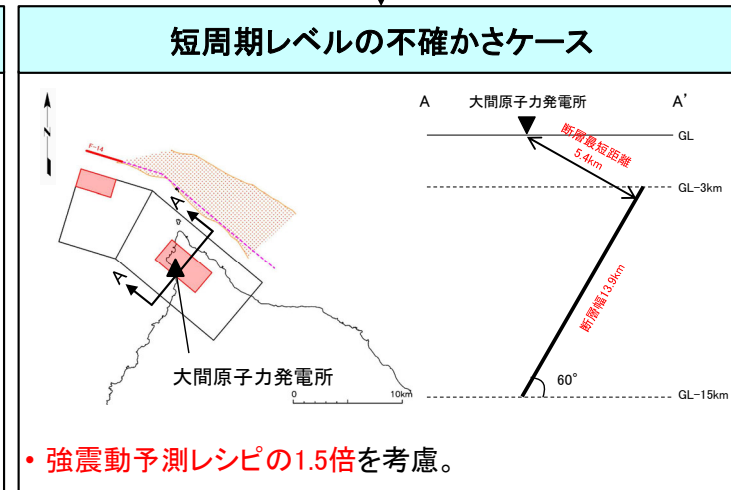 短周期レベルの不確かさケース
N
F-14
A'
A
大間原子力発電所
0 10km
A 大間原子力発電所 A'
GL
断層最短距離
5.4km
GL-3km
断層幅13.9km
60°
GL-15km
• 強震動予測レシピの1.5倍を考慮。